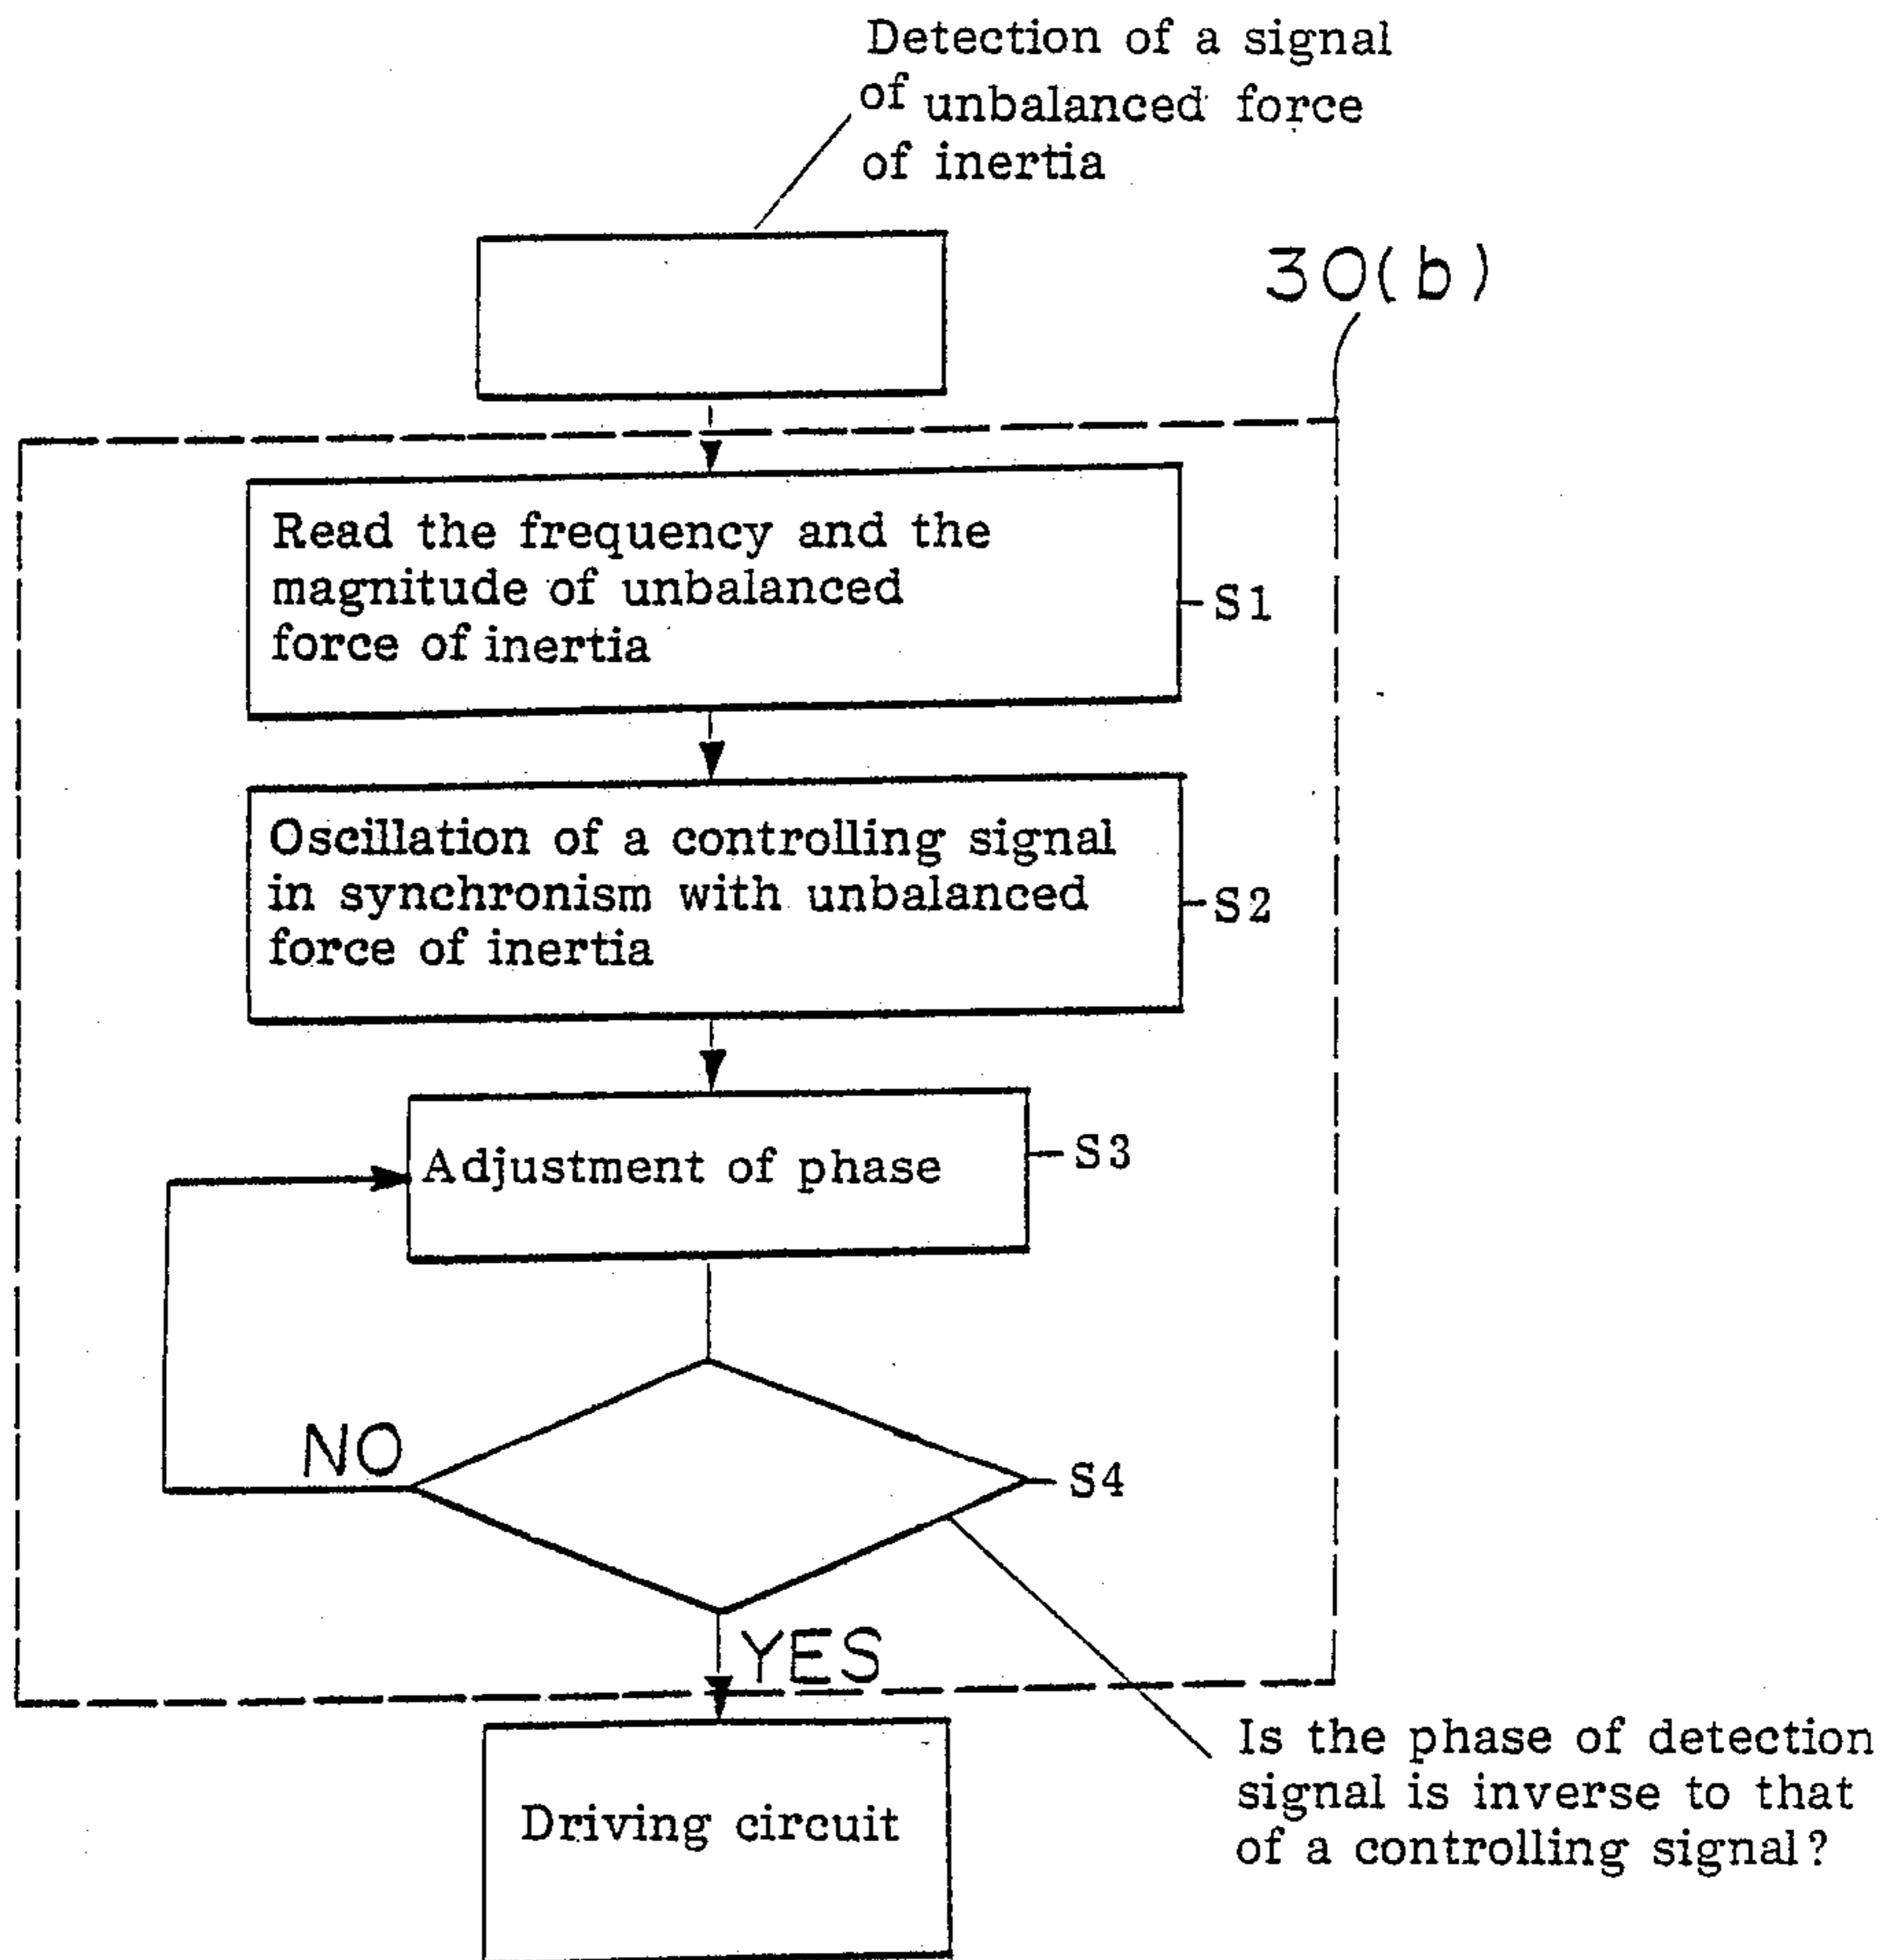 Detection of a signal
of unbalanced force
of inertia
30(b)
Read the frequency and the
magnitude of unbalanced
force of inertia
S1
Oscillation of a controlling signal
in synchronism with unbalanced
force of inertia
S2
Adjustment of phase
S3
NO
S4
YES
Is the phase of detection
signal is inverse to that
of a controlling signal?
Driving circuit